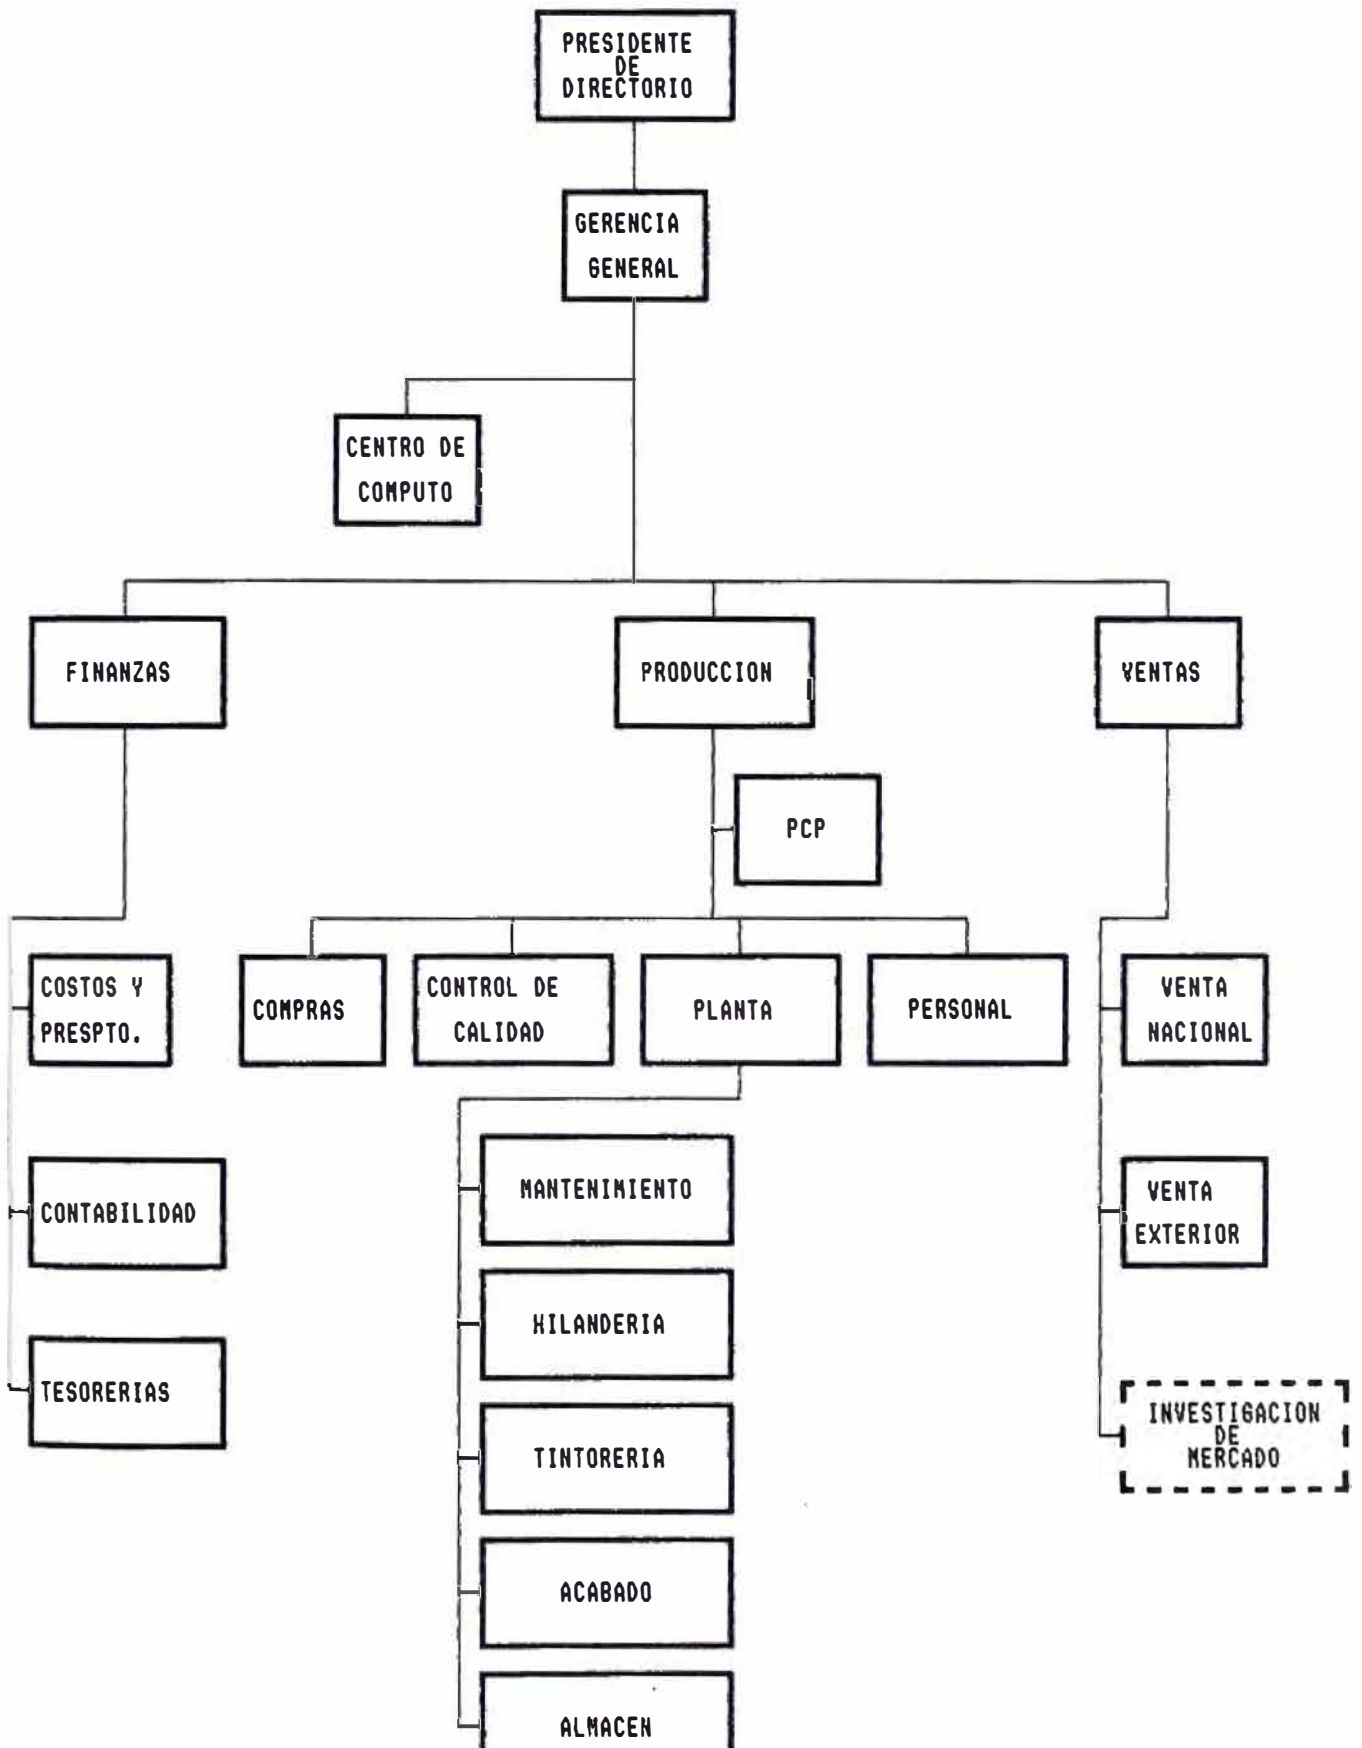 PRESIDENTE
DE
DIRECTORIO
GERENCIA
GENERAL
CENTRO DE
COMPUTO
FINANZAS
PRODUCCION
VENTAS
PCP
COSTOS Y
PRESPTO.
COMPRAS
CONTROL DE
CALIDAD
PLANTA
PERSONAL
VENTA
NACIONAL
CONTABILIDAD
MANTENIMIENTO
VENTA
EXTERIOR
HILANDERIA
TESORERIAS
TINTORERIA
INVESTIGACION
DE
MERCADO
ACABADO
ALMACEN